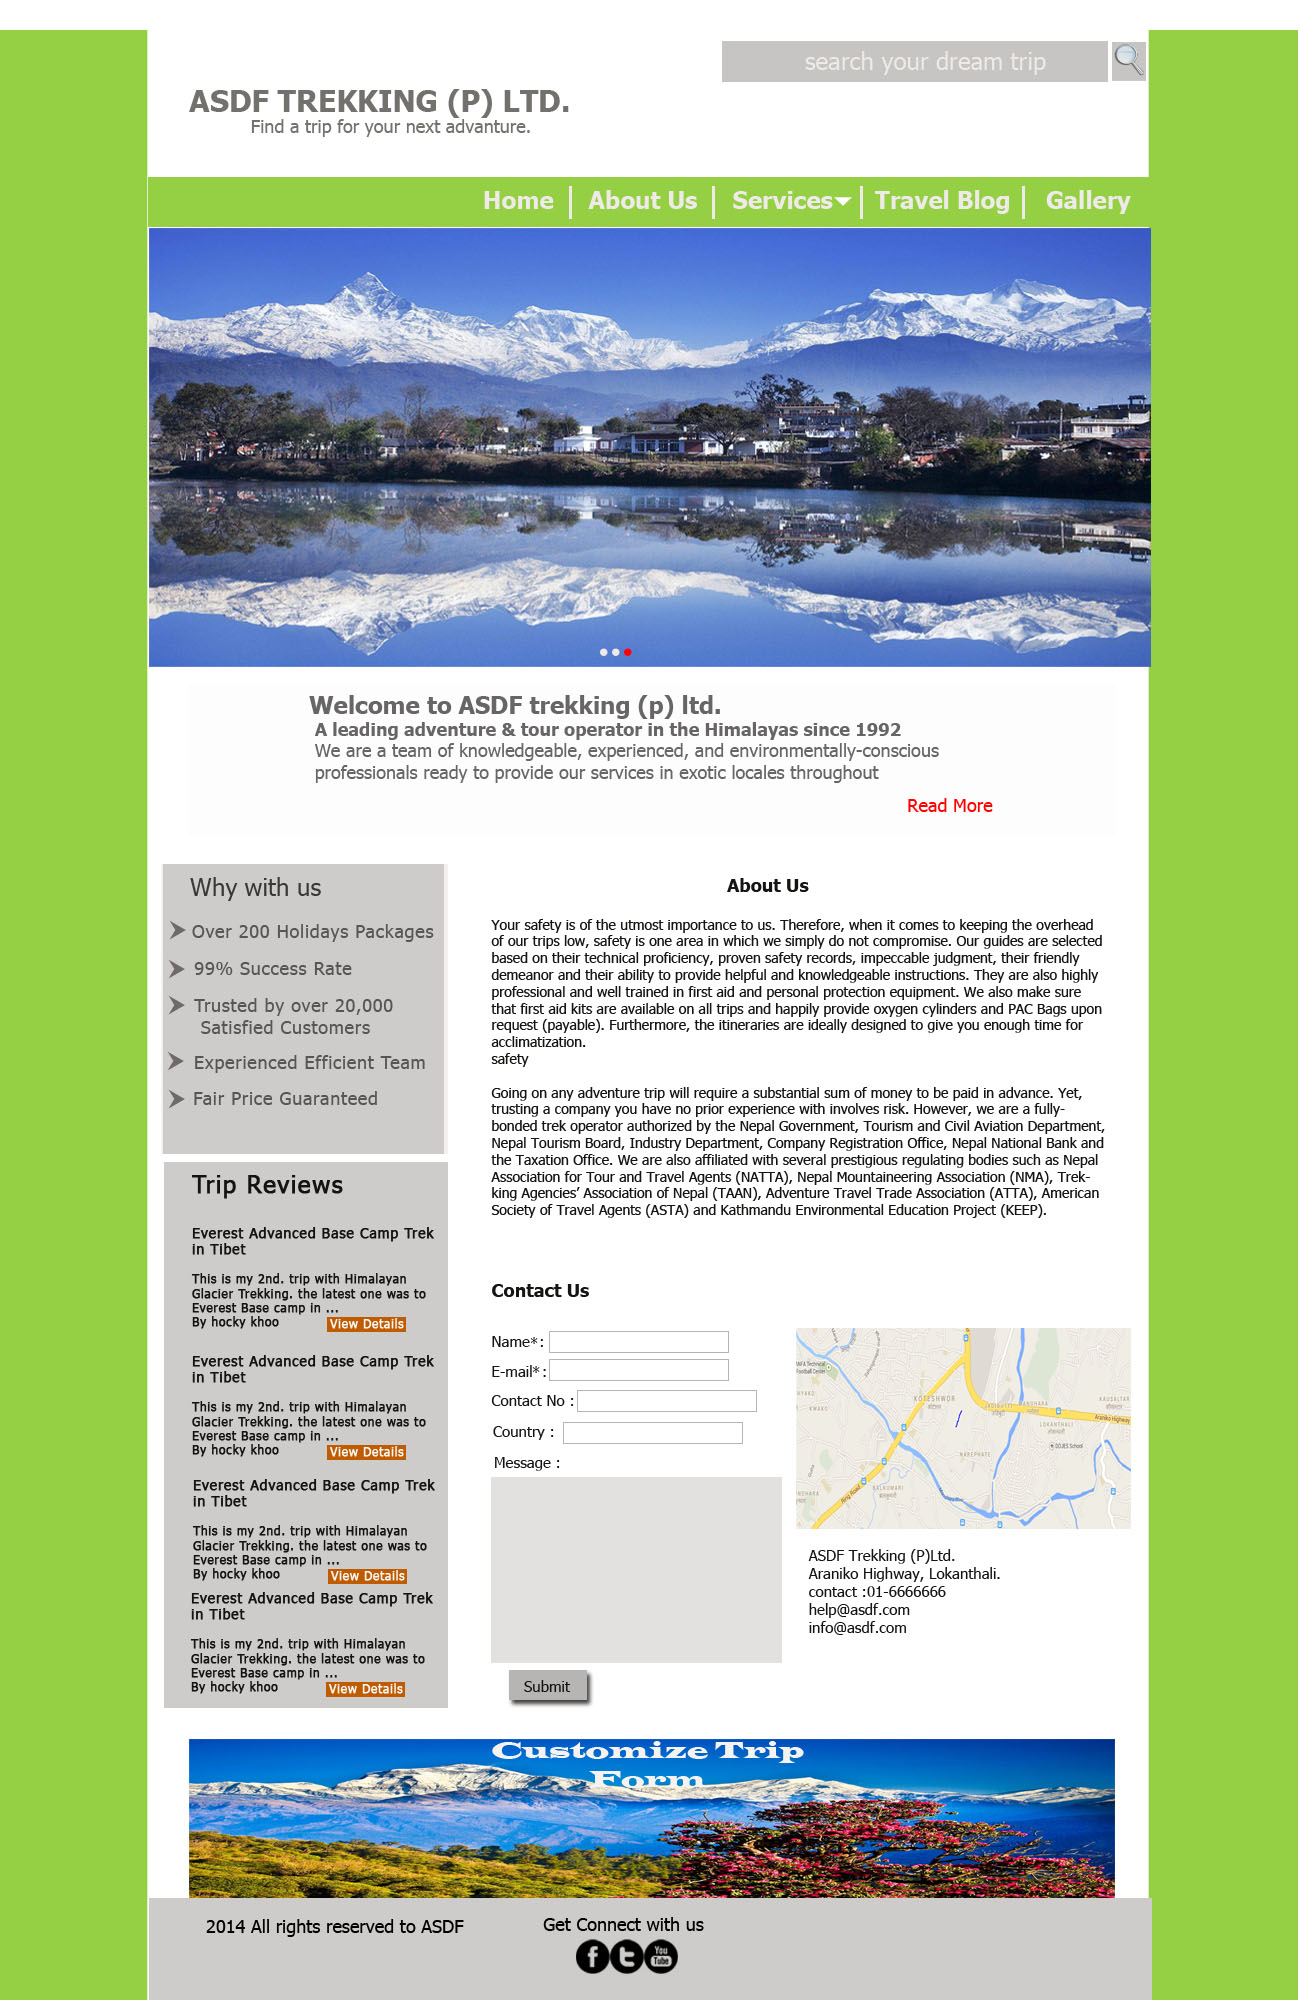 search your dream trip
ASDF TREKKING (P) LTD.
Find a trip for your next advanture.
Home
About Us
Services
Travel Blog
Gallery
Welcome to ASDF trekking (p) ltd.
A leading adventure & tour operator in the Himalayas since 1992
We are a team of knowledgeable, experienced, and environmentally-conscious
professionals ready to provide our services in exotic locales throughout
Read More
Why with us
Over 200 Holidays Packages
99% Success Rate
Trusted by over 20,000
Satisfied Customers
Experienced Efficient Team
Fair Price Guaranteed
Trip Reviews
Everest Advanced Base Camp Trek
in Tibet
This is my 2nd. trip with Himalayan
Glacier Trekking. the latest one was to
Everest Base camp in ...
By hocky khoo
View Details
Everest Advanced Base Camp Trek
in Tibet
This is my 2nd. trip with Himalayan
Glacier Trekking. the latest one was to
Everest Base camp in ...
By hocky khoo
View Details
Everest Advanced Base Camp Trek
in Tibet
This is my 2nd. trip with Himalayan
Glacier Trekking. the latest one was to
Everest Base camp in ...
By hocky khoo
View Details
Everest Advanced Base Camp Trek
in Tibet
This is my 2nd. trip with Himalayan
Glacier Trekking. the latest one was to
Everest Base camp in ...
By hocky khoo
View Details
About Us
Your safety is of the utmost importance to us. Therefore, when it comes to keeping the overhead
of our trips low, safety is one area in which we simply do not compromise. Our guides are selected
based on their technical proficiency, proven safety records, impeccable judgment, their friendly
demeanor and their ability to provide helpful and knowledgeable instructions. They are also highly
professional and well trained in first aid and personal protection equipment. We also make sure
that first aid kits are available on all trips and happily provide oxygen cylinders and PAC Bags upon
request (payable). Furthermore, the itineraries are ideally designed to give you enough time for
acclimatization.
safety
Going on any adventure trip will require a substantial sum of money to be paid in advance. Yet,
trusting a company you have no prior experience with involves risk. However, we are a fully-
bonded trek operator authorized by the Nepal Government, Tourism and Civil Aviation Department,
Nepal Tourism Board, Industry Department, Company Registration Office, Nepal National Bank and
the Taxation Office. We are also affiliated with several prestigious regulating bodies such as Nepal
Association for Tour and Travel Agents (NATTA), Nepal Mountaineering Association (NMA), Trek-
king Agencies’ Association of Nepal (TAAN), Adventure Travel Trade Association (ATTA), American
Society of Travel Agents (ASTA) and Kathmandu Environmental Education Project (KEEP).
Contact Us
Name*:
E-mail*:
Contact No :
Country :
Message :
Submit
Technical
Football Center
KOTESHWOR
कोटेश्वर
JADIBUTI
MANOHARA
LOKANTHALI
KAUSALTAR
Araniko Highway
NAREPHATE
DDJES School
BALKUMARI
Ring Road
ASDF Trekking (P)Ltd.
Araniko Highway, Lokanthali.
contact :01-6666666
help@asdf.com
info@asdf.com
Customize Trip
Form
2014 All rights reserved to ASDF
Get Connect with us
f
t
You
Tube